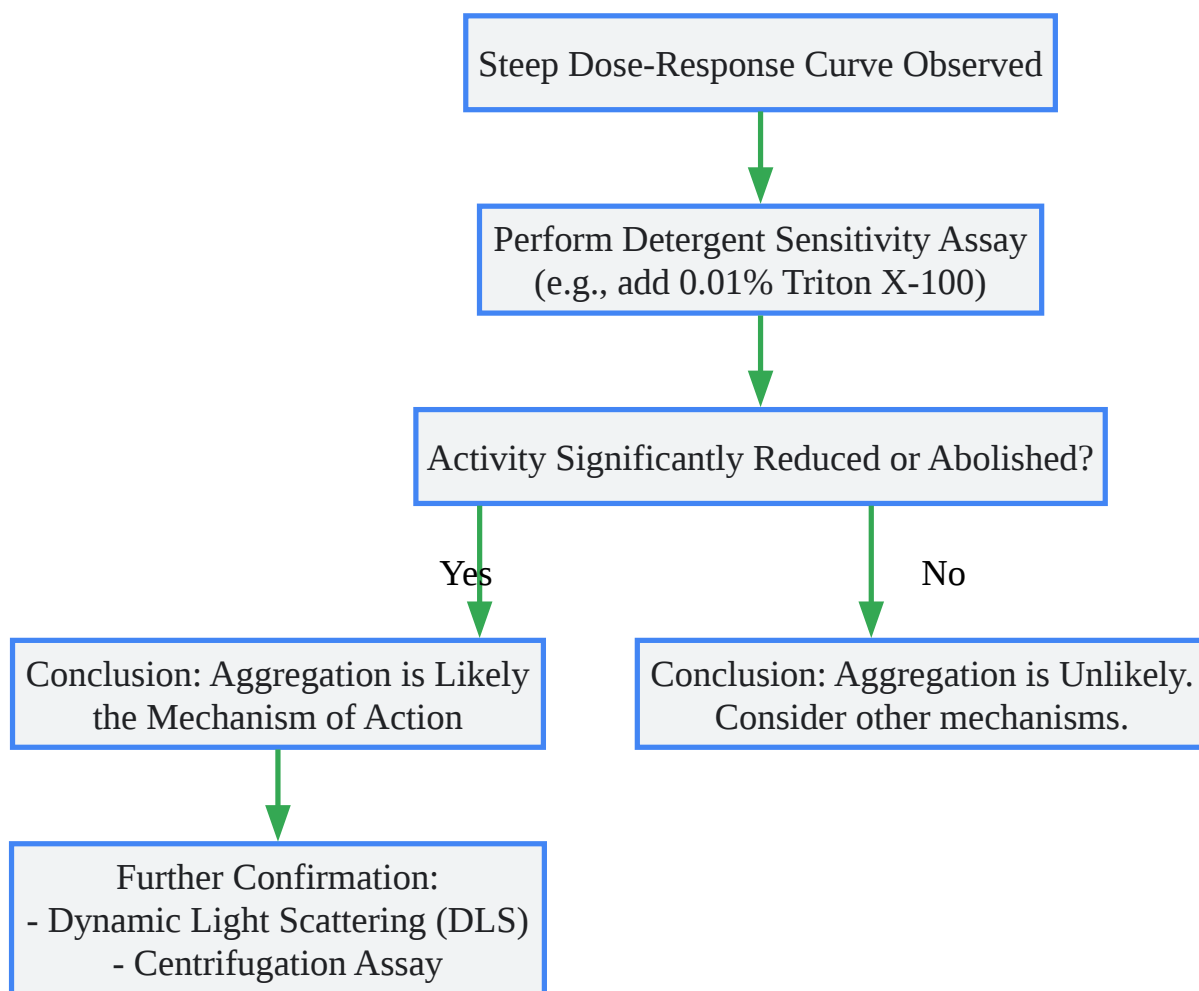 Steep Dose-Response Curve Observed
Perform Detergent Sensitivity Assay
(e.g., add 0.01% Triton X-100)
Activity Significantly Reduced or Abolished?
Yes
No
Conclusion: Aggregation is Likely
the Mechanism of Action
Conclusion: Aggregation is Unlikely.
Consider other mechanisms.
Further Confirmation:
- Dynamic Light Scattering (DLS)
- Centrifugation Assay